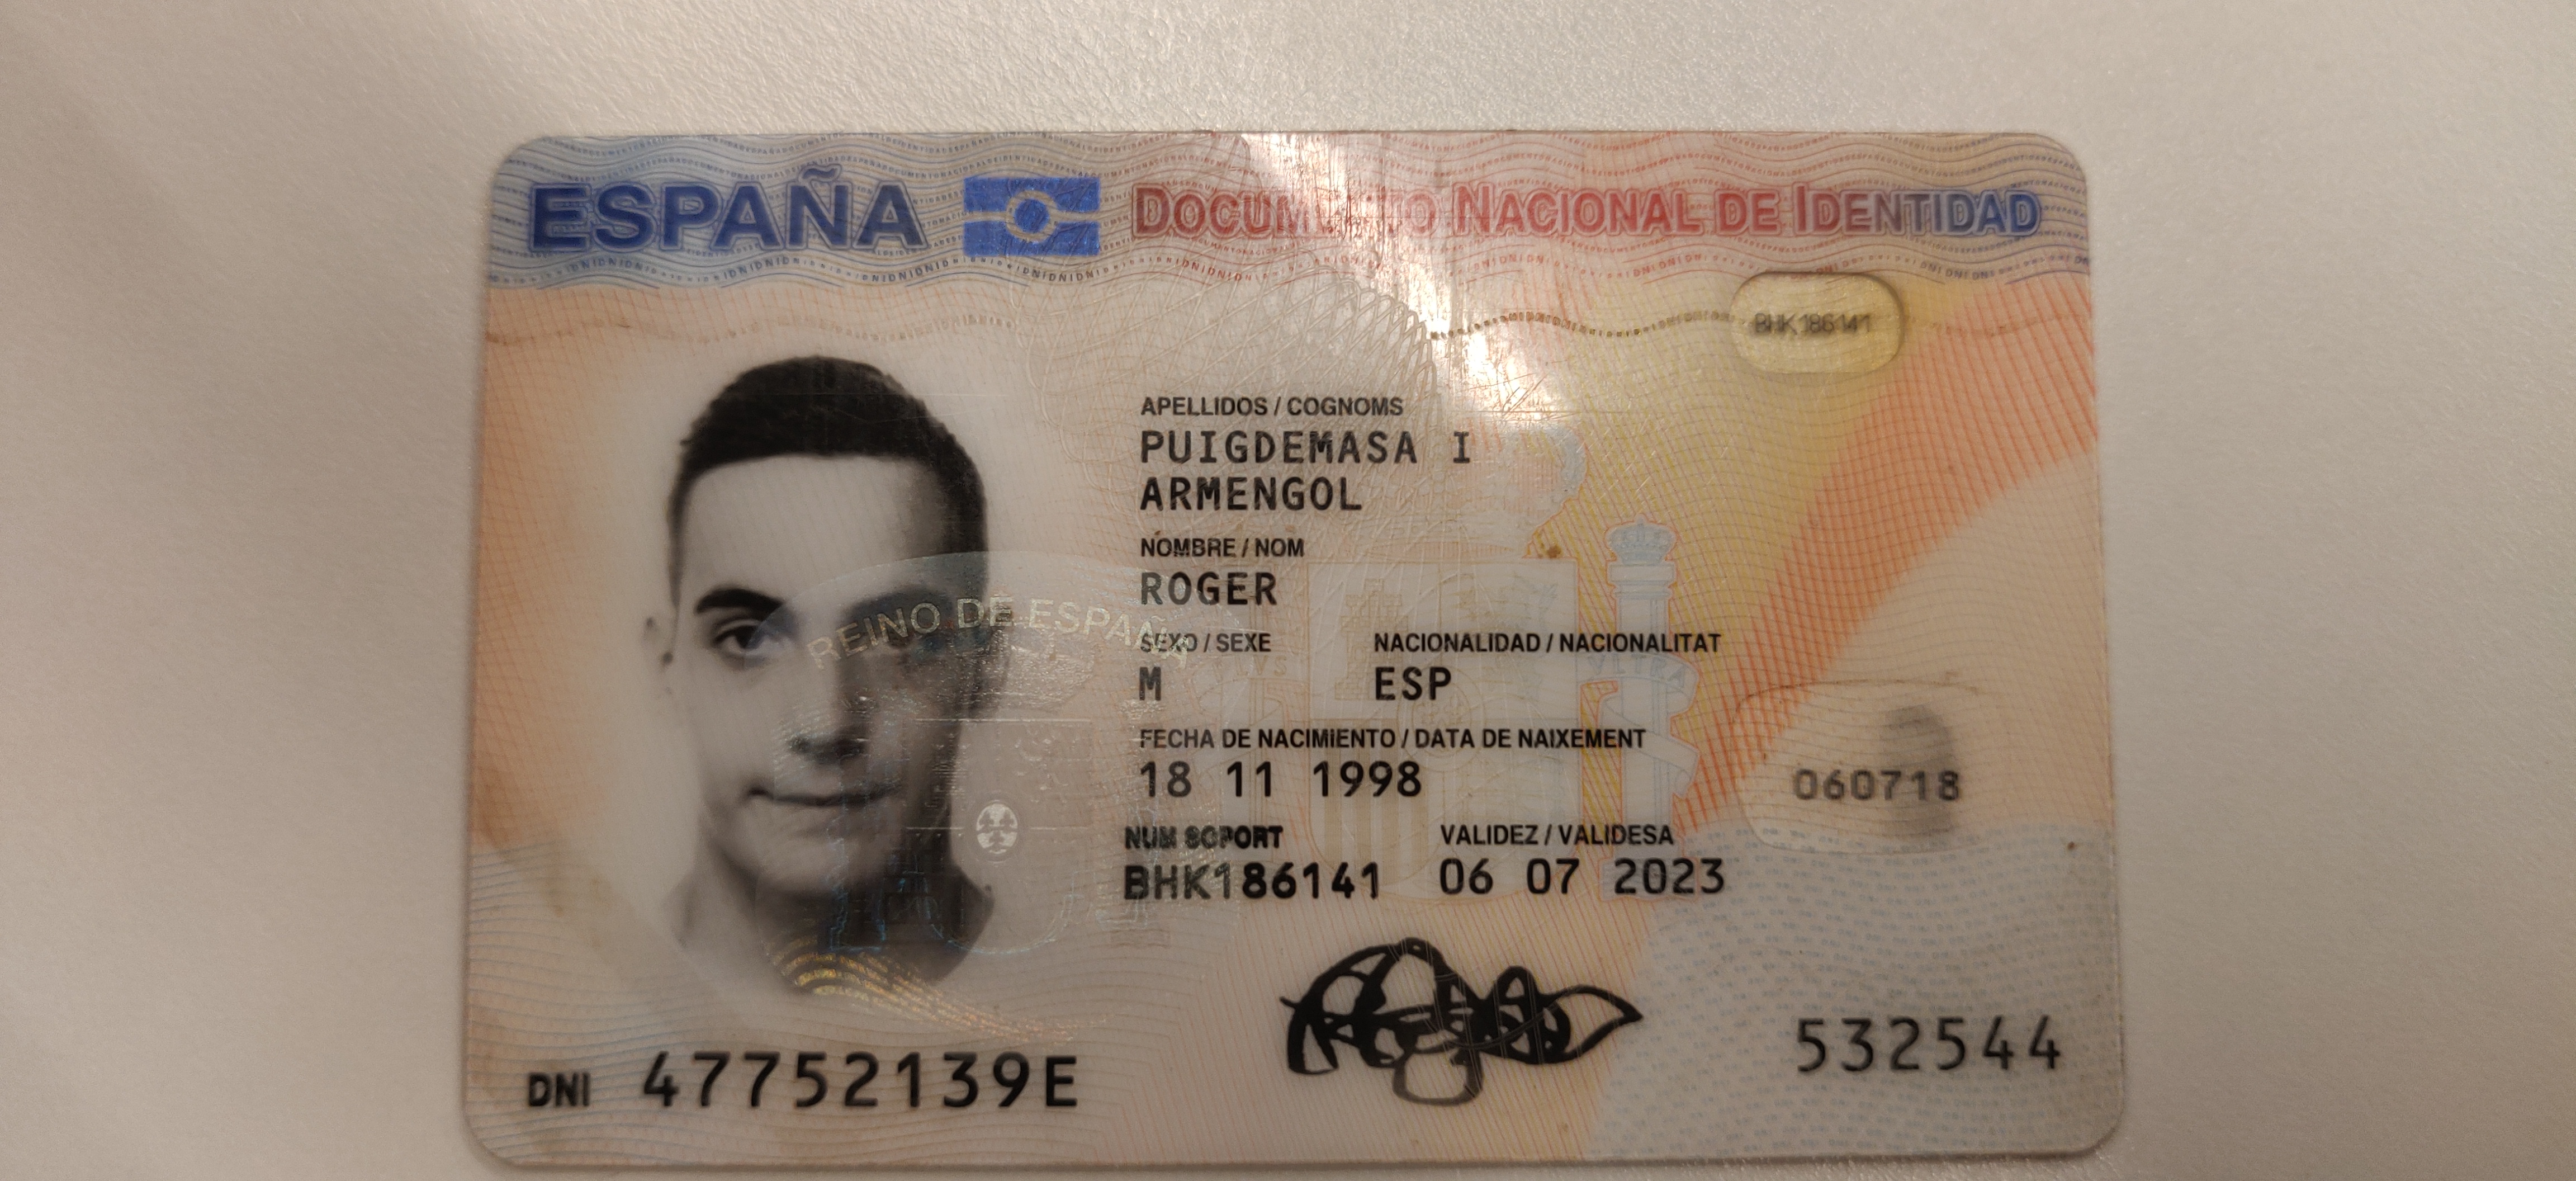 ESPAÑA DOCUMENTO NACIONAL DE IDENTIDAD
BHK186141
APELLIDOS / COGNOMS
PUIGDEMASA I
ARMENGOL
NOMBRE / NOM
ROGER
SEXO / SEXE NACIONALIDAD / NACIONALITAT
M ESP
FECHA DE NACIMIENTO / DATA DE NAIXEMENT
18 11 1998
NUM SOPORT VALIDEZ / VALIDESA
BHK186141 06 07 2023
REINO DE ESPAÑA
060718
DNI 47752139E
532544